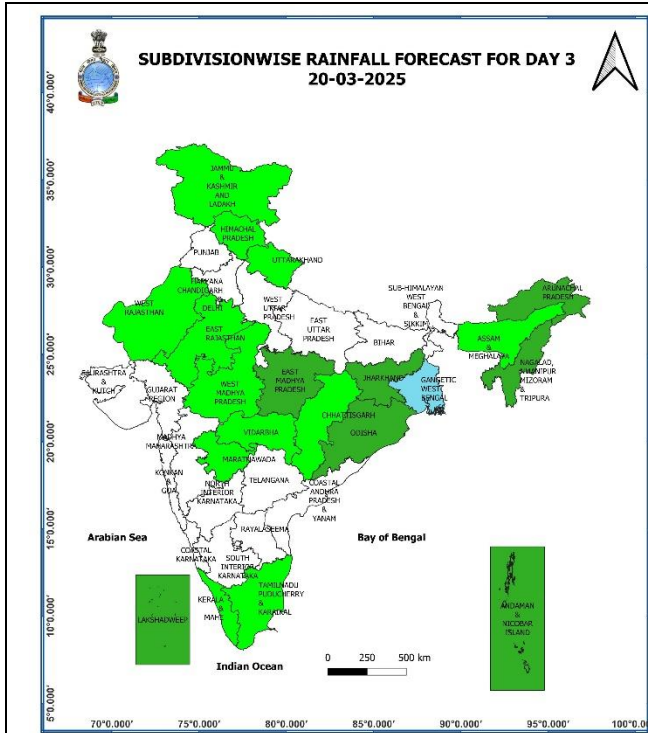 SUBDIVISIONWISE RAINFALL FORECAST FOR DAY 3
20-03-2025
40°0.000'
35°0.000'
30°0.000'
25°0.000'
20°0.000'
15°0.000'
10°0.000'
5°0.000'
JAMMU
&
KASHMIR
AND
LADAKH
HIMACHAL
PRADESH
PUNJAB
UTTARAKHAND
HARYANA
CHANDIGARH
&
DELHI
WEST
RAJASTHAN
EAST
RAJASTHAN
WEST
UTTAR
PRADESH
EAST
UTTAR
PRADESH
SUB-HIMALAYAN
WEST
BENGAL
&
SIKKIM
BIHAR
ARUNACHAL
PRADESH
ASSAM
&
MEGHALAYA
NAGALAD,
MANIPUR
MIZORAM
&
TRIPURA
SAURASHTRA
&
KUTCH
GUJARAT
REGION
WEST
MADHYA
PRADESH
EAST
MADHYA
PRADESH
JHARKHAND
GANGETIC
WEST
BENGAL
CHHATTISGARH
ODISHA
VIDARBHA
MADHYA
MAHARASHTRA
MARATHAWADA
KONKAN
&
GOA
NORTH
INTERIOR
KARNATAKA
TELANGANA
COASTAL
ANDHRA
PRADESH
&
YANAM
RAYALASEEMA
COASTAL
KARNATAKA
SOUTH
INTERIOR
KARNATAKA
TAMILNADU
PUDUCHERRY
&
KARAIKAL
KERALA
&
MAHE
Arabian Sea
Bay of Bengal
LAKSHADWEEP
ANDAMAN
&
NICOBAR
ISLAND
Indian Ocean
0 250 500 km
70°0.000' 75°0.000' 80°0.000' 85°0.000' 90°0.000' 95°0.000' 100°0.000'